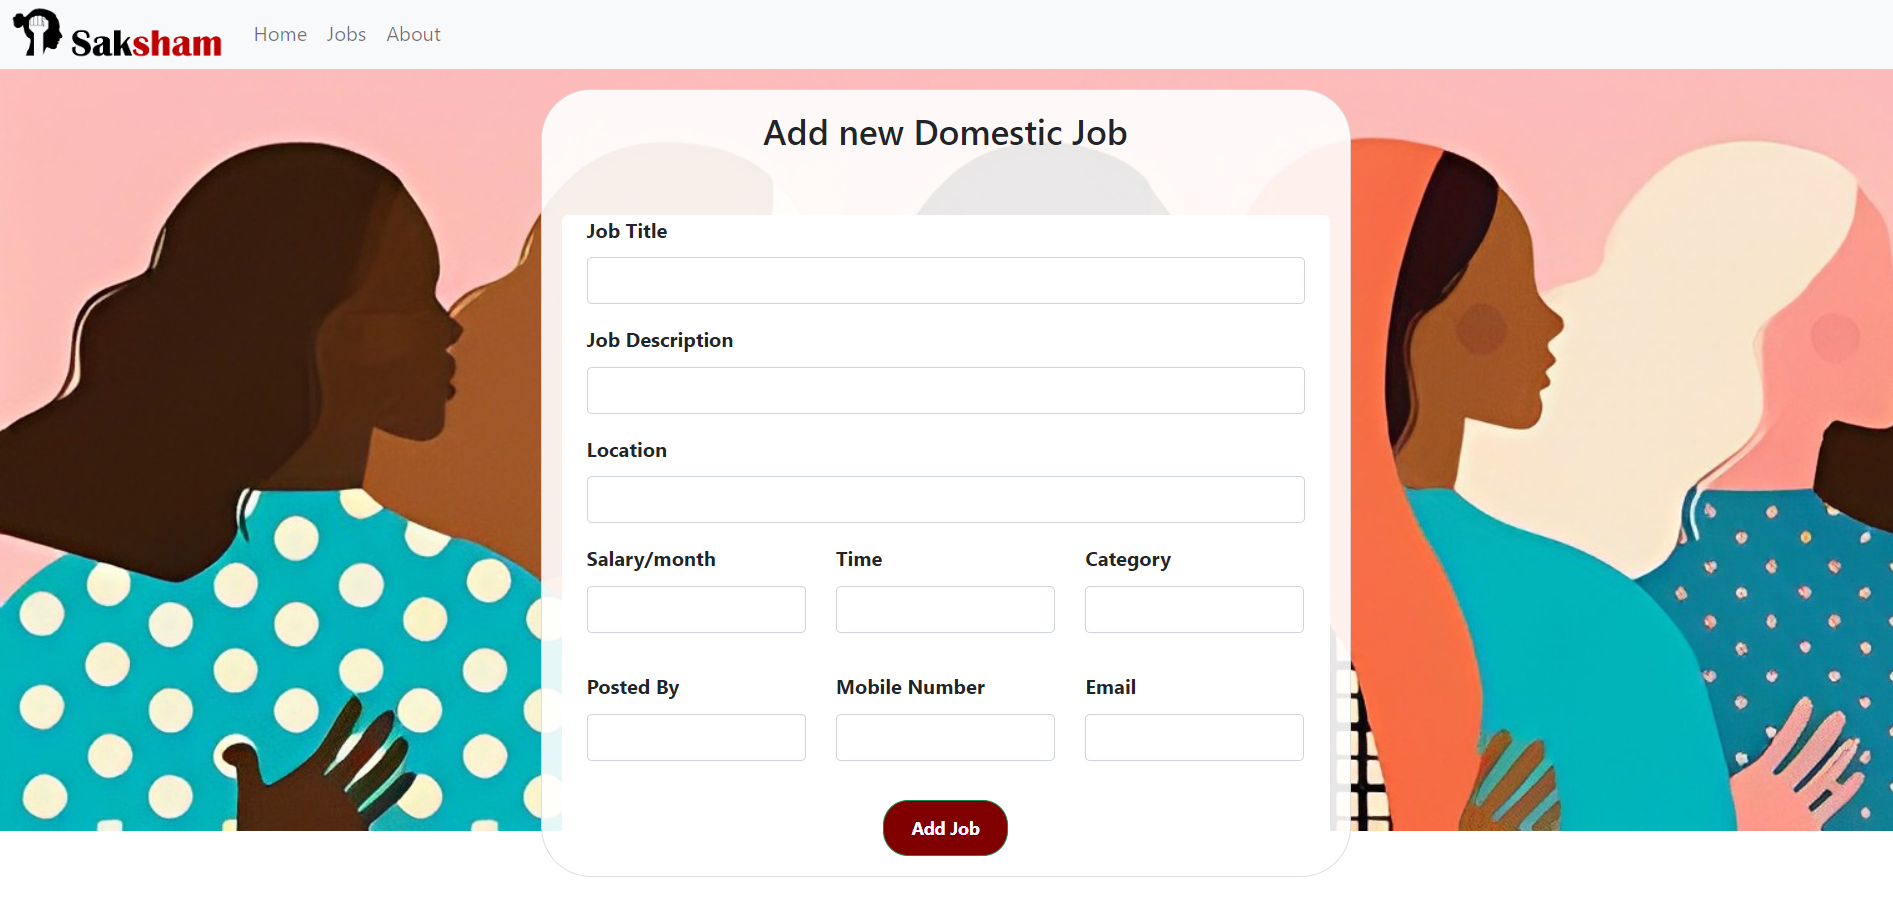 Saksham Home Jobs About
Add new Domestic Job
Job Title
Job Description
Location
Salary/month Time Category
Posted By Mobile Number Email
Add Job